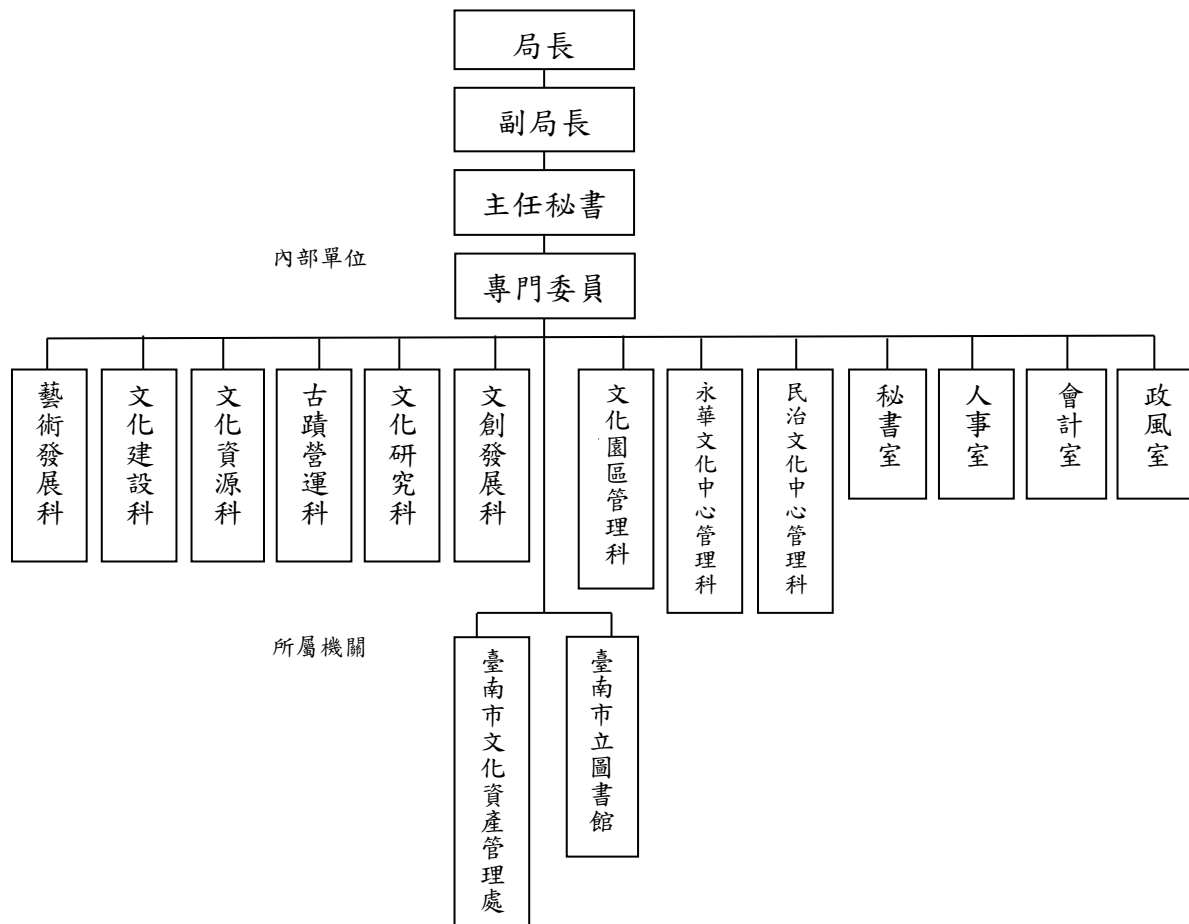 局長
副局長
主任秘書
內部單位
專門委員
藝術發展科
文化建設科
文化資源科
古蹟營運科
文化研究科
文創發展科
文化園區管理科
永華文化中心管理科
民治文化中心管理科
秘書室
人事室
會計室
政風室
所屬機關
臺南市文化資產管理處
臺南市立圖書館